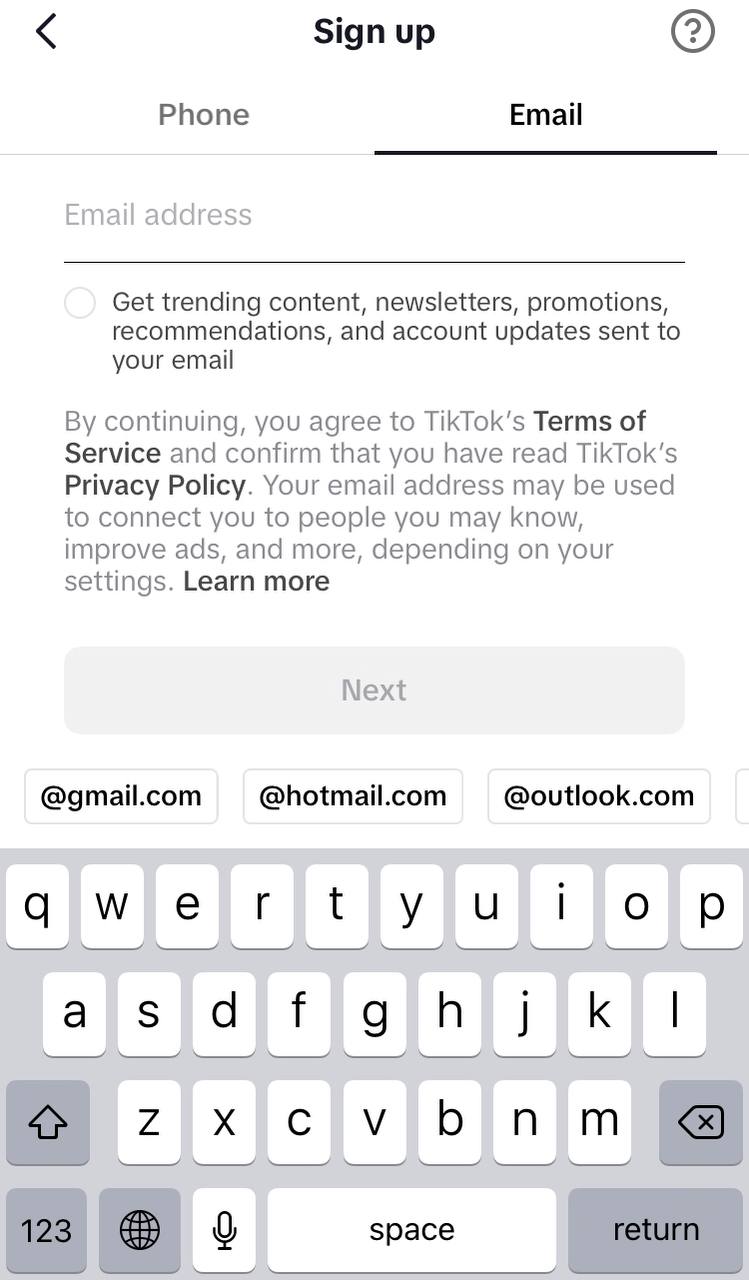 Sign up
Phone Email
Email address
Get trending content, newsletters, promotions,
recommendations, and account updates sent to
your email
By continuing, you agree to TikTok’s Terms of
Service and confirm that you have read TikTok’s
Privacy Policy. Your email address may be used
to connect you to people you may know,
improve ads, and more, depending on your
settings. Learn more
Next
@gmail.com @hotmail.com @outlook.com
q w e r t y u i o p
a s d f g h j k l
z x c v b n m
123 space return